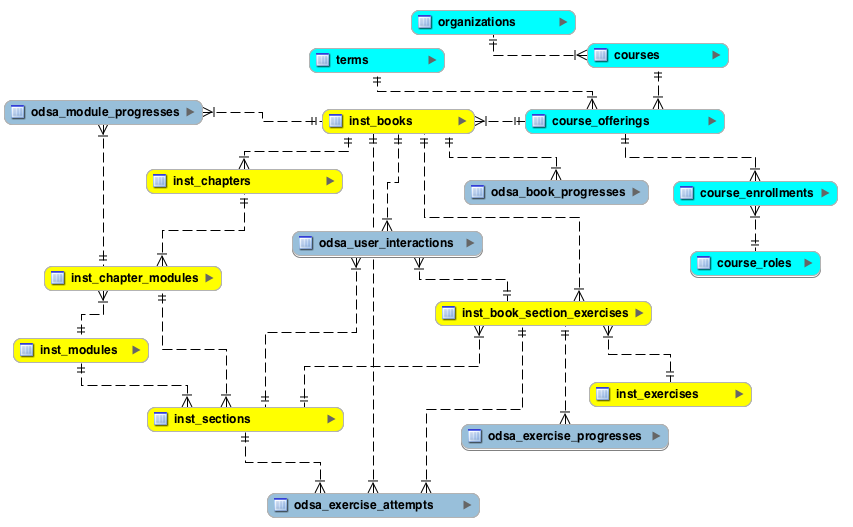 organizations
courses
terms
odsa_module_progresses
inst_books
course_offerings
inst_chapters
odsa_book_progresses
course_enrollments
odsa_user_interactions
course_roles
inst_chapter_modules
inst_book_section_exercises
inst_modules
inst_exercises
inst_sections
odsa_exercise_progresses
odsa_exercise_attempts